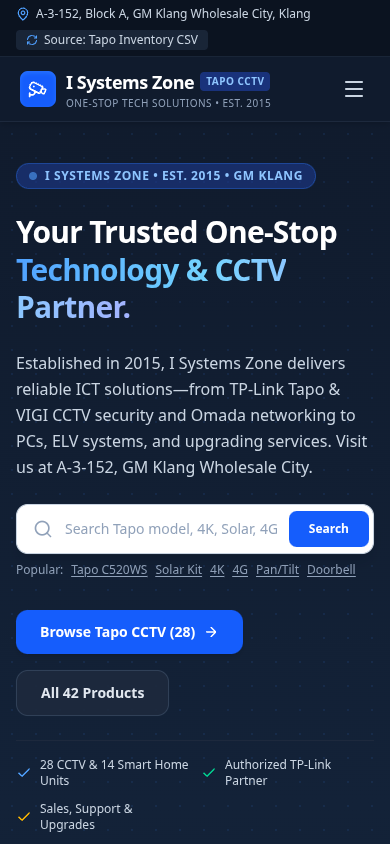 A-3-152, Block A, GM Klang Wholesale City, Klang
Source: Tapo Inventory CSV
I Systems Zone TAPO CCTV
ONE-STOP TECH SOLUTIONS • EST. 2015
I SYSTEMS ZONE • EST. 2015 • GM KLANG
Your Trusted One-Stop
Technology & CCTV
Partner.
Established in 2015, I Systems Zone delivers
reliable ICT solutions—from TP-Link Tapo &
VIGI CCTV security and Omada networking to
PCs, ELV systems, and upgrading services. Visit
us at A-3-152, GM Klang Wholesale City.
Search Tapo model, 4K, Solar, 4G Search
Popular: Tapo C520WS Solar Kit 4K 4G Pan/Tilt Doorbell
Browse Tapo CCTV (28)
All 42 Products
28 CCTV & 14 Smart Home
Units
Authorized TP-Link
Partner
Sales, Support &
Upgrades